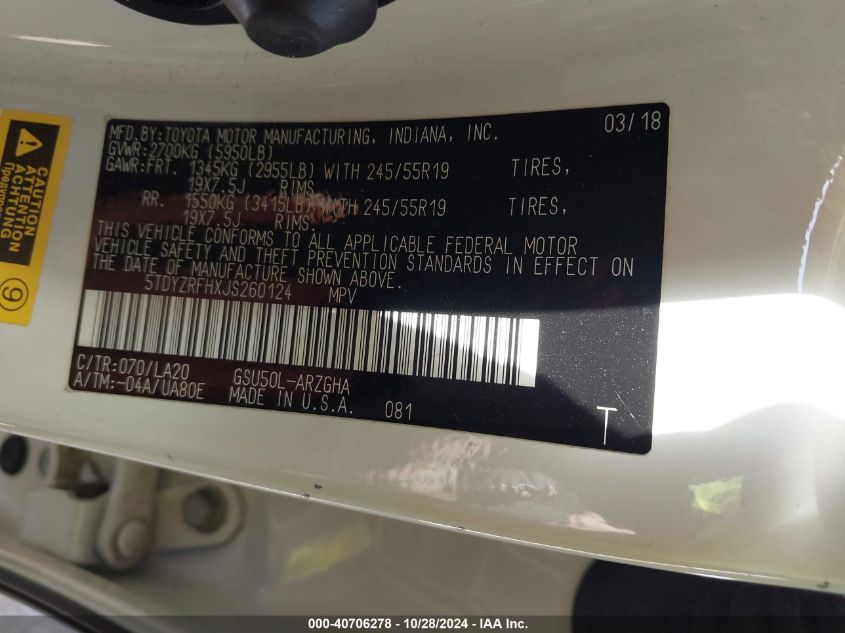 CAUTION
ATTENTION
ACHTUNG
9
MFD. BY: TOYOTA MOTOR MANUFACTURING, INDIANA, INC. 03/18
GVWR: 2700KG (5950LB)
GAWR: FRT. 1345KG (2955LB) WITH 245/55R19 TIRES,
19X7.5J RIMS
RR. 1550KG (3415LB) WITH 245/55R19 TIRES,
19X7.5J RIMS.
THIS VEHICLE CONFORMS TO ALL APPLICABLE FEDERAL MOTOR
VEHICLE SAFETY AND THEFT PREVENTION STANDARDS IN EFFECT ON
THE DATE OF MANUFACTURE SHOWN ABOVE.
5TDYZRFHXJS260124 MPV
C/TR: 070/LA20 GSU50L-ARZGHA
A/TM: -04A/UA80E MADE IN U.S.A. 081
T
000-40706278 - 10/28/2024 - IAA Inc.